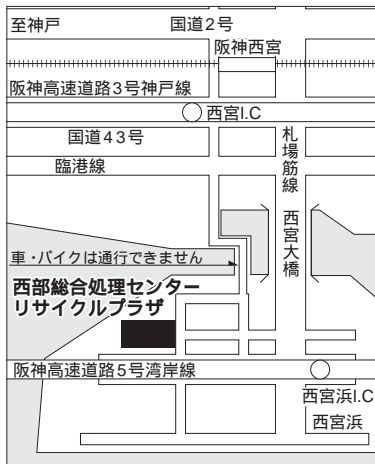 至神戸
国道2号
阪神西宮
阪神高速道路3号神戸線
西宮I.C
国道43号
札場筋線
臨港線
西宮大橋
車・バイクは通行できません
西部総合処理センター
リサイクルプラザ
阪神高速道路5号湾岸線
西宮浜I.C
西宮浜